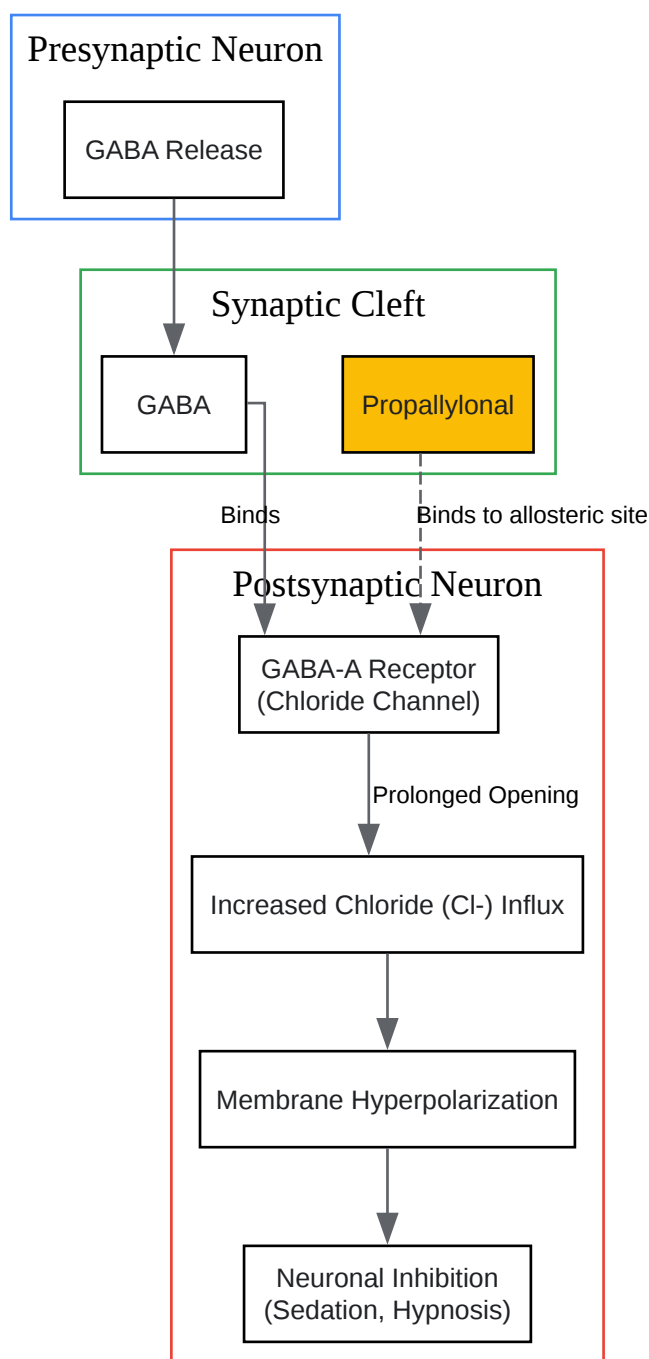 Presynaptic Neuron
GABA Release
Synaptic Cleft
GABA
Propallylonal
Binds
Binds to allosteric site
Postsynaptic Neuron
GABA-A Receptor
(Chloride Channel)
Prolonged Opening
Increased Chloride (Cl-) Influx
Membrane Hyperpolarization
Neuronal Inhibition
(Sedation, Hypnosis)